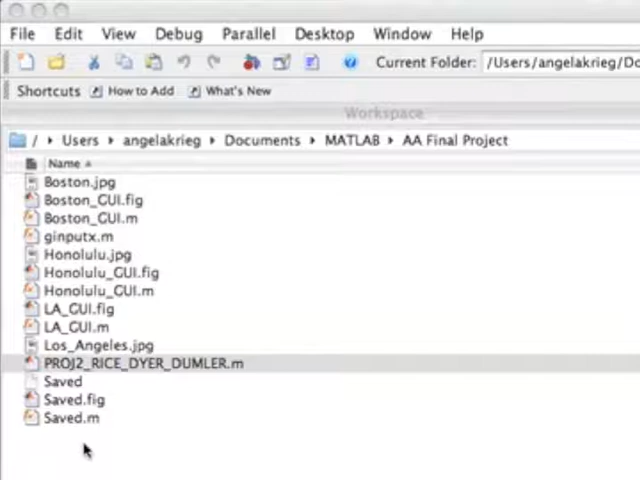 File Edit View Debug Parallel Desktop Window Help
Current Folder: /Users/angelakrieg/Do
Shortcuts How to Add What's New
Workspace
/ Users angelakrieg Documents MATLAB AA Final Project
Name
Boston.jpg
Boston_GUI.fig
Boston_GUI.m
ginputx.m
Honolulu.jpg
Honolulu_GUI.fig
Honolulu_GUI.m
LA_GUI.fig
LA_GUI.m
Los_Angeles.jpg
PROJ2_RICE_DYER_DUMLER.m
Saved
Saved.fig
Saved.m